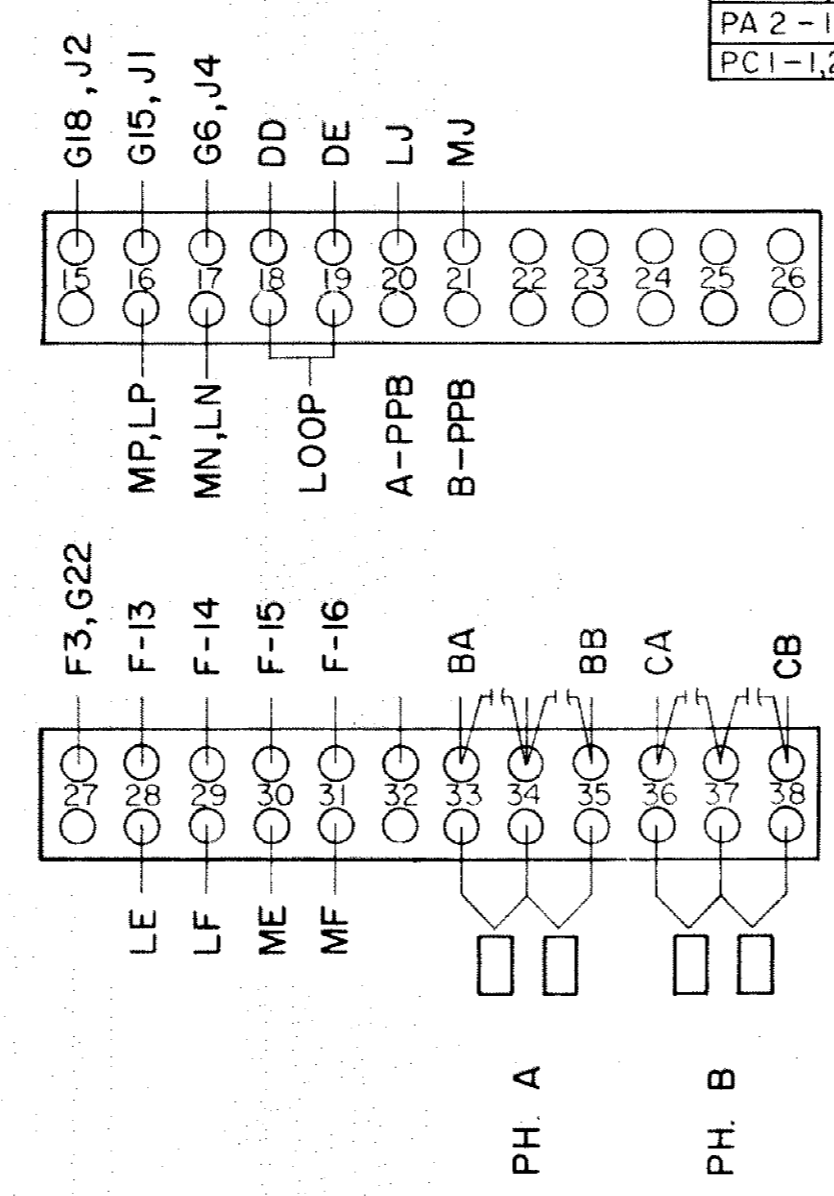 PA 2-1
PC1-1,2
G18, J2
G15, J1
G6, J4
DD
DE
LJ
MJ
15
16
17
18
19
20
21
22
23
24
25
26
MP, LP
MN, LN
LOOP
A-PPB
B-PPB
F3, G22
F-13
F-14
F-15
F-16
BA
BB
CA
CB
27
28
29
30
31
32
33
34
35
36
37
38
LE
LF
ME
MF
PH. A
PH. B